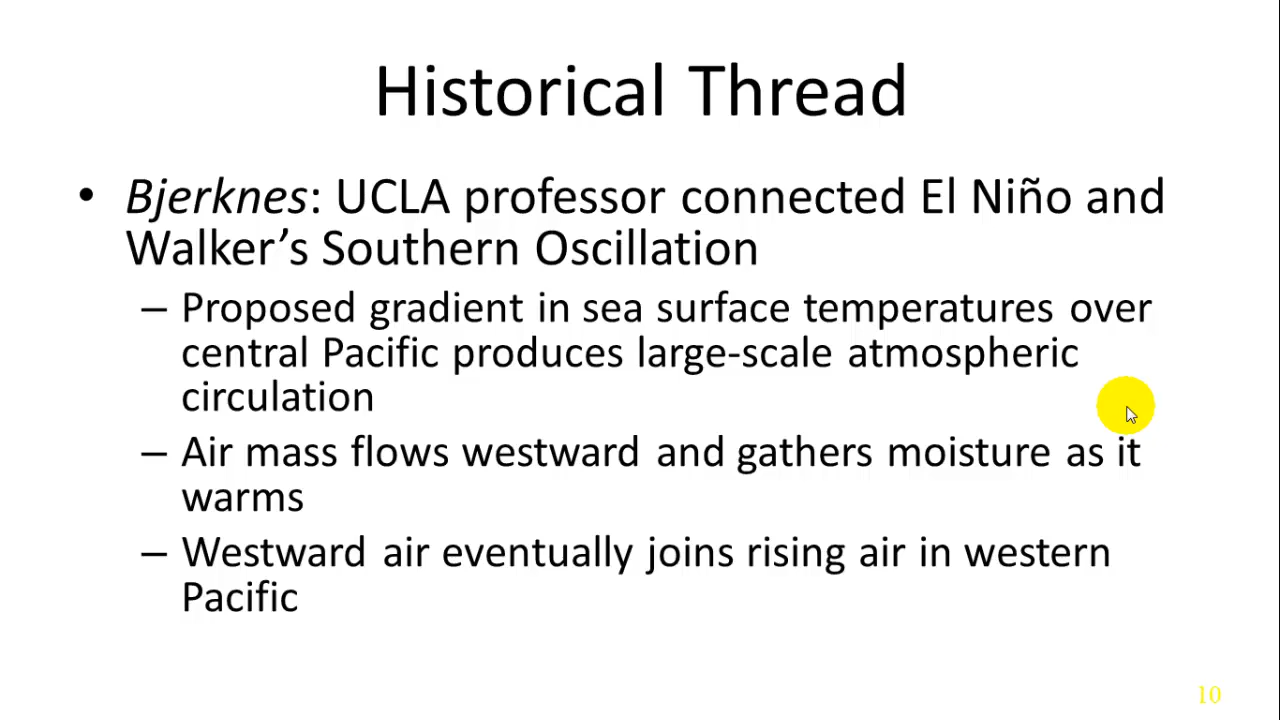 Historical Thread
• Bjerknes: UCLA professor connected El Niño and
Walker’s Southern Oscillation
– Proposed gradient in sea surface temperatures over
central Pacific produces large-scale atmospheric
circulation
– Air mass flows westward and gathers moisture as it
warms
– Westward air eventually joins rising air in western
Pacific
10